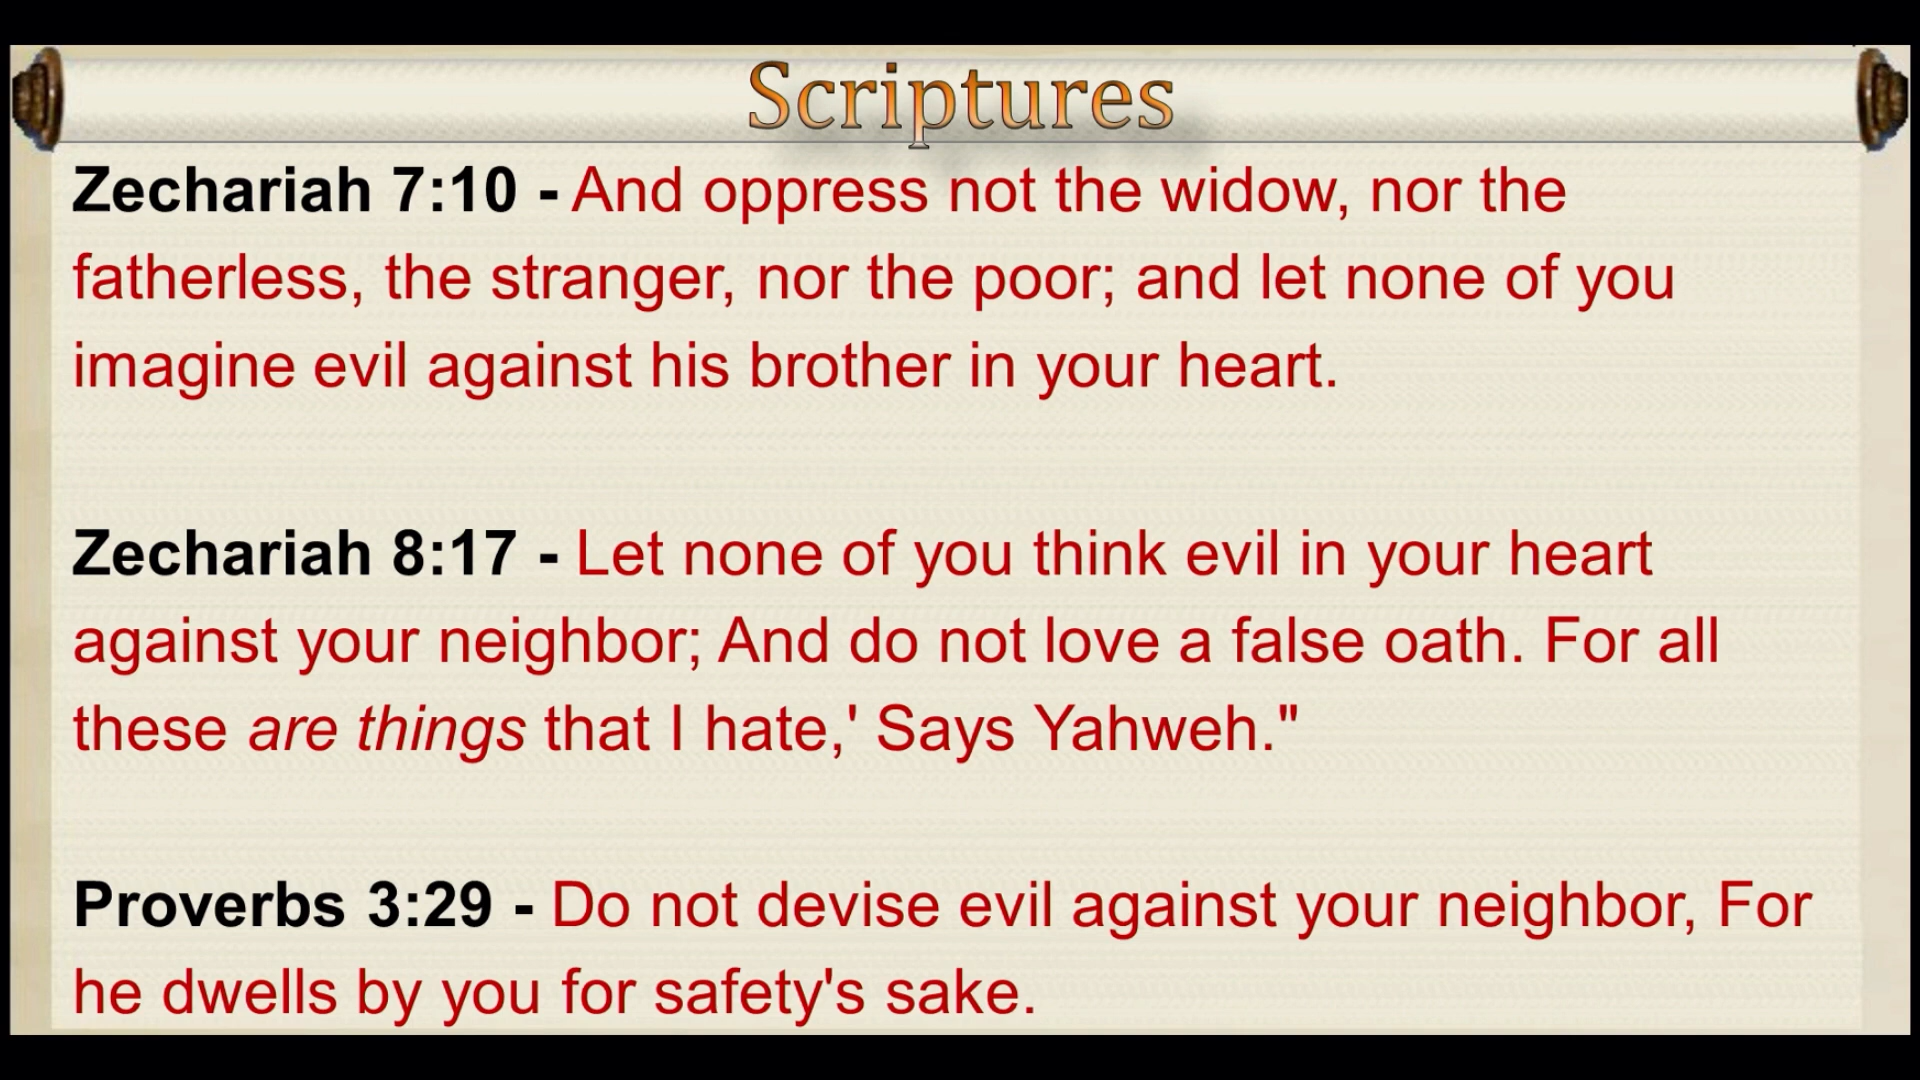 Scriptures
Zechariah 7:10 - And oppress not the widow, nor the
fatherless, the stranger, nor the poor; and let none of you
imagine evil against his brother in your heart.
Zechariah 8:17 - Let none of you think evil in your heart
against your neighbor; And do not love a false oath. For all
these are things that I hate,' Says Yahweh."
Proverbs 3:29 - Do not devise evil against your neighbor, For
he dwells by you for safety's sake.